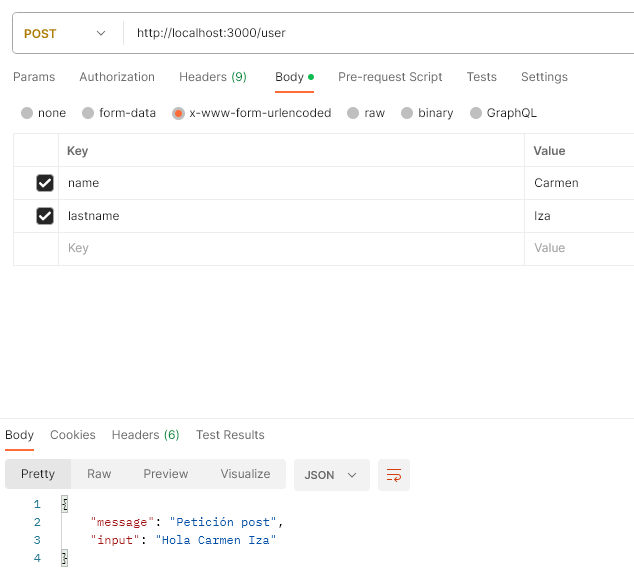 POST http://localhost:3000/user
Params Authorization Headers (9) Body Pre-request Script Tests Settings
none form-data x-www-form-urlencoded raw binary GraphQL
Key Value
name Carmen
lastname Iza
Key Value
Body Cookies Headers (6) Test Results
Pretty Raw Preview Visualize JSON
1 {
2 "message": "Petición post",
3 "input": "Hola Carmen Iza"
4 }